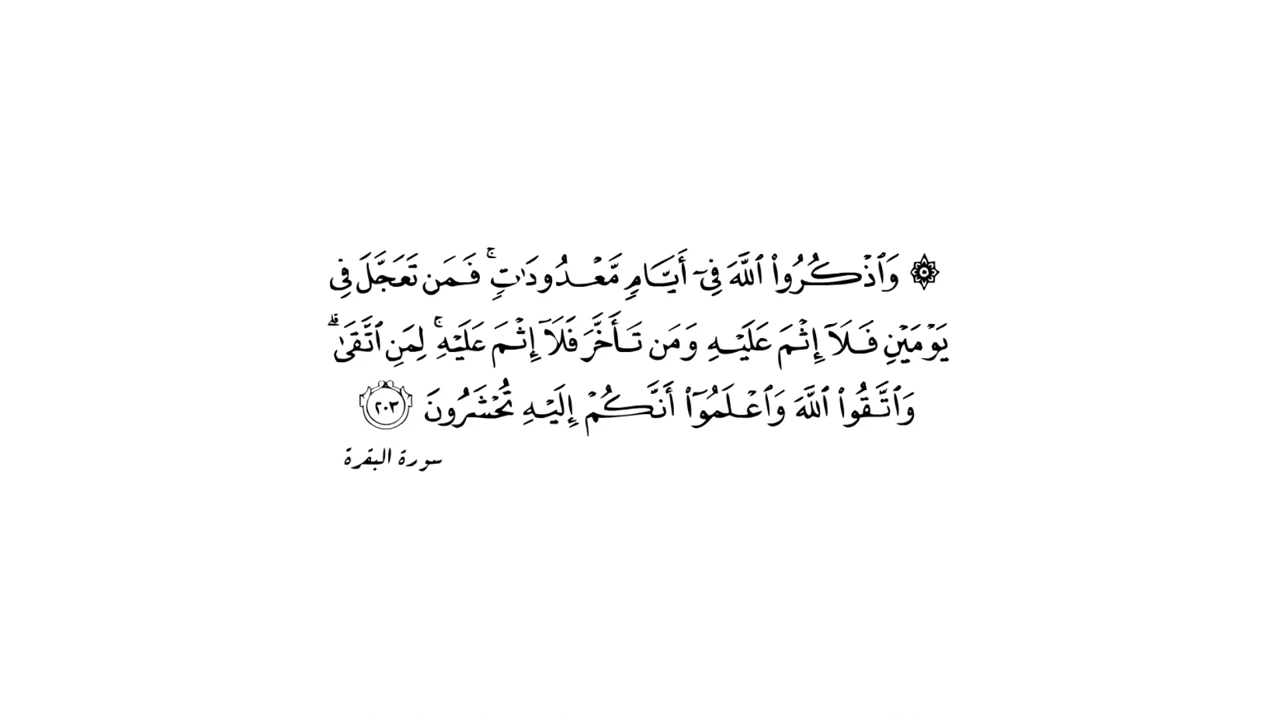 ۞ وَٱذۡكُرُواْ ٱللَّهَ فِيٓ أَيَّامٖ مَّعۡدُودَٰتٖۚ فَمَن تَعَجَّلَ فِي
يَوۡمَيۡنِ فَلَآ إِثۡمَ عَلَيۡهِ وَمَن تَأَخَّرَ فَلَآ إِثۡمَ عَلَيۡهِۚ لِمَنِ ٱتَّقَىٰۗ
وَٱتَّقُواْ ٱللَّهَ وَٱعۡلَمُوٓاْ أَنَّكُمۡ إِلَيۡهِ تُحۡشَرُونَ ٢٠٣
سورة البقرة